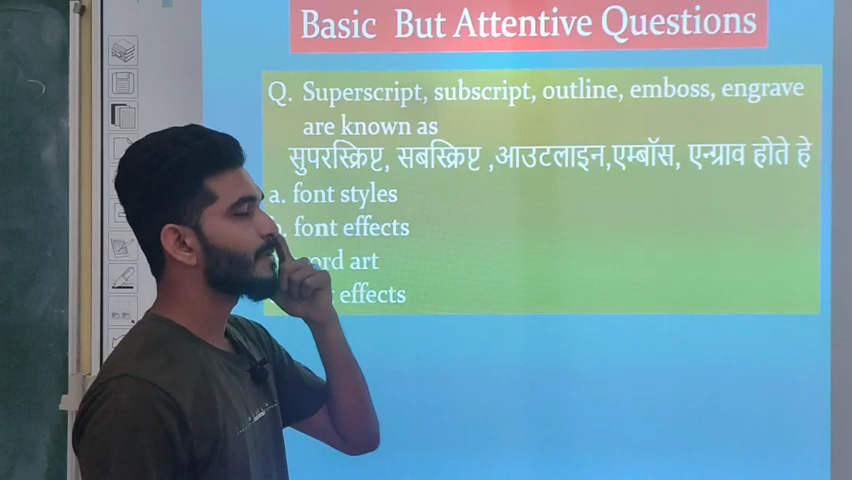 Basic But Attentive Questions
Q. Superscript, subscript, outline, emboss, engrave
are known as
सुपरस्क्रिप्ट, सबस्क्रिप्ट ,आउटलाइन,एम्बॉस, एन्ग्राव होते हे
a. font styles
font effects
art
effects